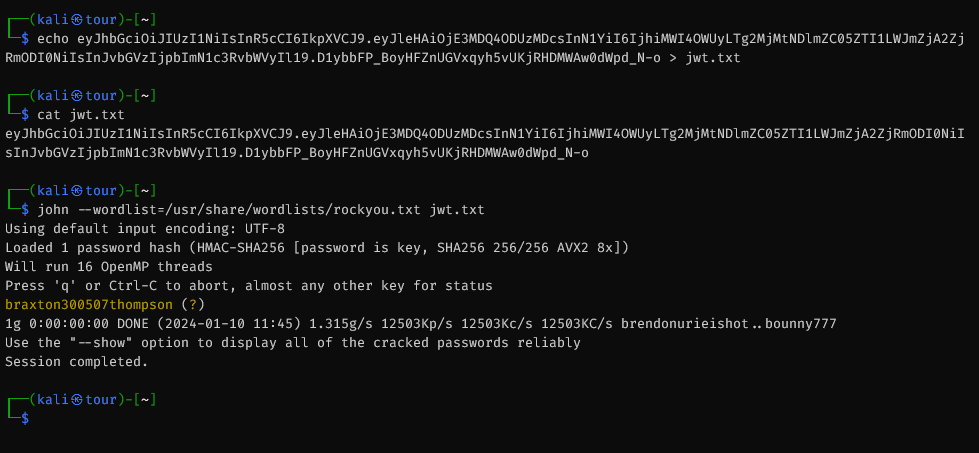 ┌──(kali㉿tour)-[~]
└─$ echo eyJhbGciOiJIUzI1NiIsInR5cCI6IkpXVCJ9.eyJleHAiOjE3MDQ4ODUzMDcsInN1YiI6IjhiMWI4OWUyLTg2MjMtNDlmZC05ZTI1LWJmZjA2Zj
RmODI0NiIsInJvbGVzIjpbImN1c3RvbWVyIl19.D1ybbFP_BoyHFZnUGVxqyh5vUKjRHDMWAw0dWpd_N-o > jwt.txt
┌──(kali㉿tour)-[~]
└─$ cat jwt.txt
eyJhbGciOiJIUzI1NiIsInR5cCI6IkpXVCJ9.eyJleHAiOjE3MDQ4ODUzMDcsInN1YiI6IjhiMWI4OWUyLTg2MjMtNDlmZC05ZTI1LWJmZjA2ZjRmODI0Ni
IsInJvbGVzIjpbImN1c3RvbWVyIl19.D1ybbFP_BoyHFZnUGVxqyh5vUKjRHDMWAw0dWpd_N-o
┌──(kali㉿tour)-[~]
└─$ john --wordlist=/usr/share/wordlists/rockyou.txt jwt.txt
Using default input encoding: UTF-8
Loaded 1 password hash (HMAC-SHA256 [password is key, SHA256 256/256 AVX2 8x])
Will run 16 OpenMP threads
Press 'q' or Ctrl-C to abort, almost any other key for status
braxton300507thompson (?)
1g 0:00:00:00 DONE (2024-01-10 11:45) 1.315g/s 12503Kp/s 12503Kc/s 12503KC/s brendonurieishot..bounny777
Use the "--show" option to display all of the cracked passwords reliably
Session completed.
┌──(kali㉿tour)-[~]
└─$